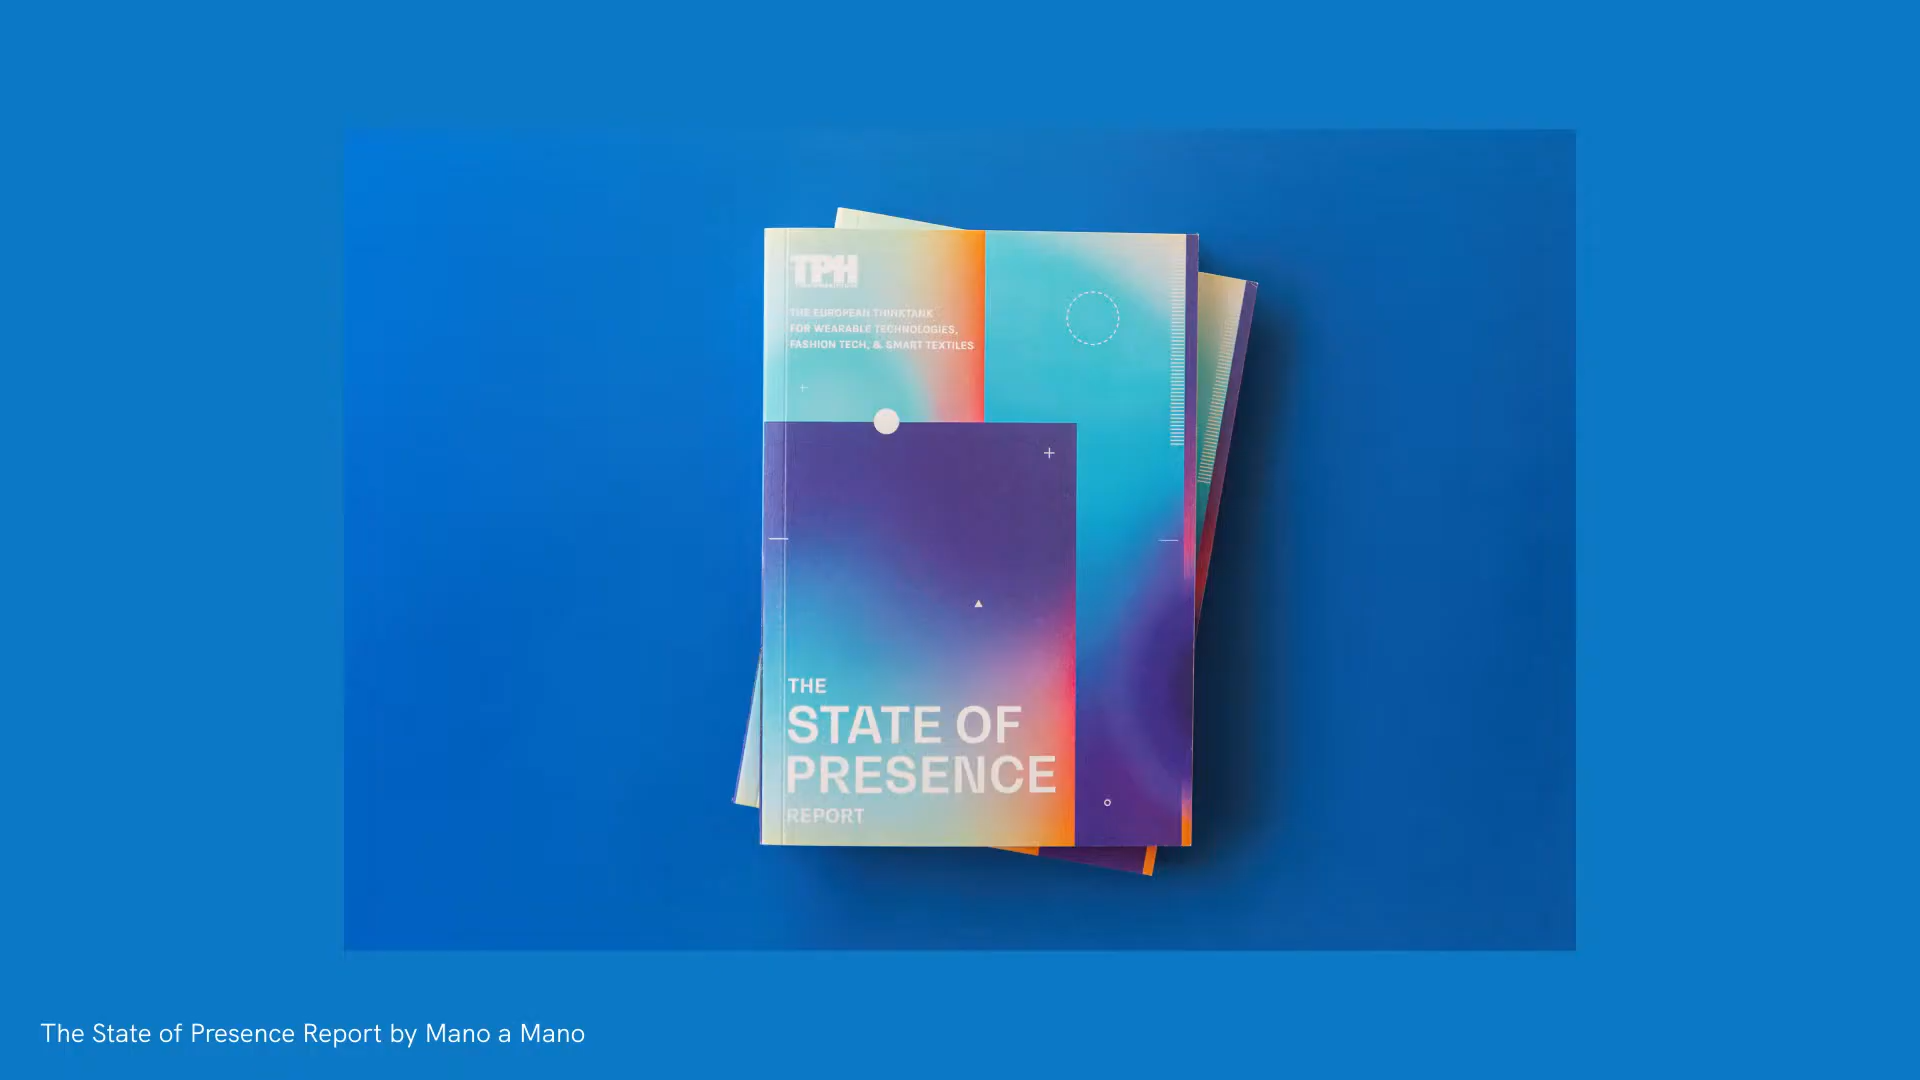 TPH
THE EUROPEAN THINKTANK
FOR WEARABLE TECHNOLOGIES,
FASHION TECH, & SMART TEXTILES
THE
STATE OF
PRESENCE
REPORT
The State of Presence Report by Mano a Mano